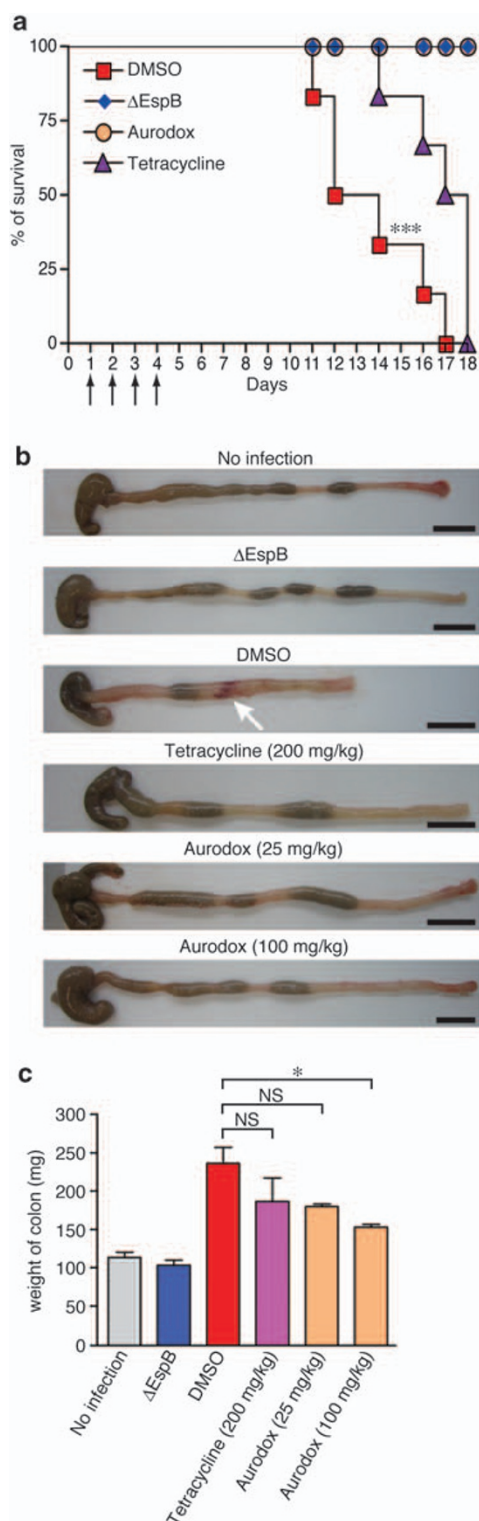 a
100
75
50
25
0
% of survival
DMSO
ΔEspB
Aurodox
Tetracycline
***
0 1 2 3 4 5 6 7 8 9 10 11 12 13 14 15 16 17 18
Days
b
No infection
ΔEspB
DMSO
Tetracycline (200 mg/kg)
Aurodox (25 mg/kg)
Aurodox (100 mg/kg)
c
*
NS
NS
300
250
200
150
100
50
0
weight of colon (mg)
No infection
ΔEspB
DMSO
Tetracycline (200 mg/kg)
Aurodox (25 mg/kg)
Aurodox (100 mg/kg)